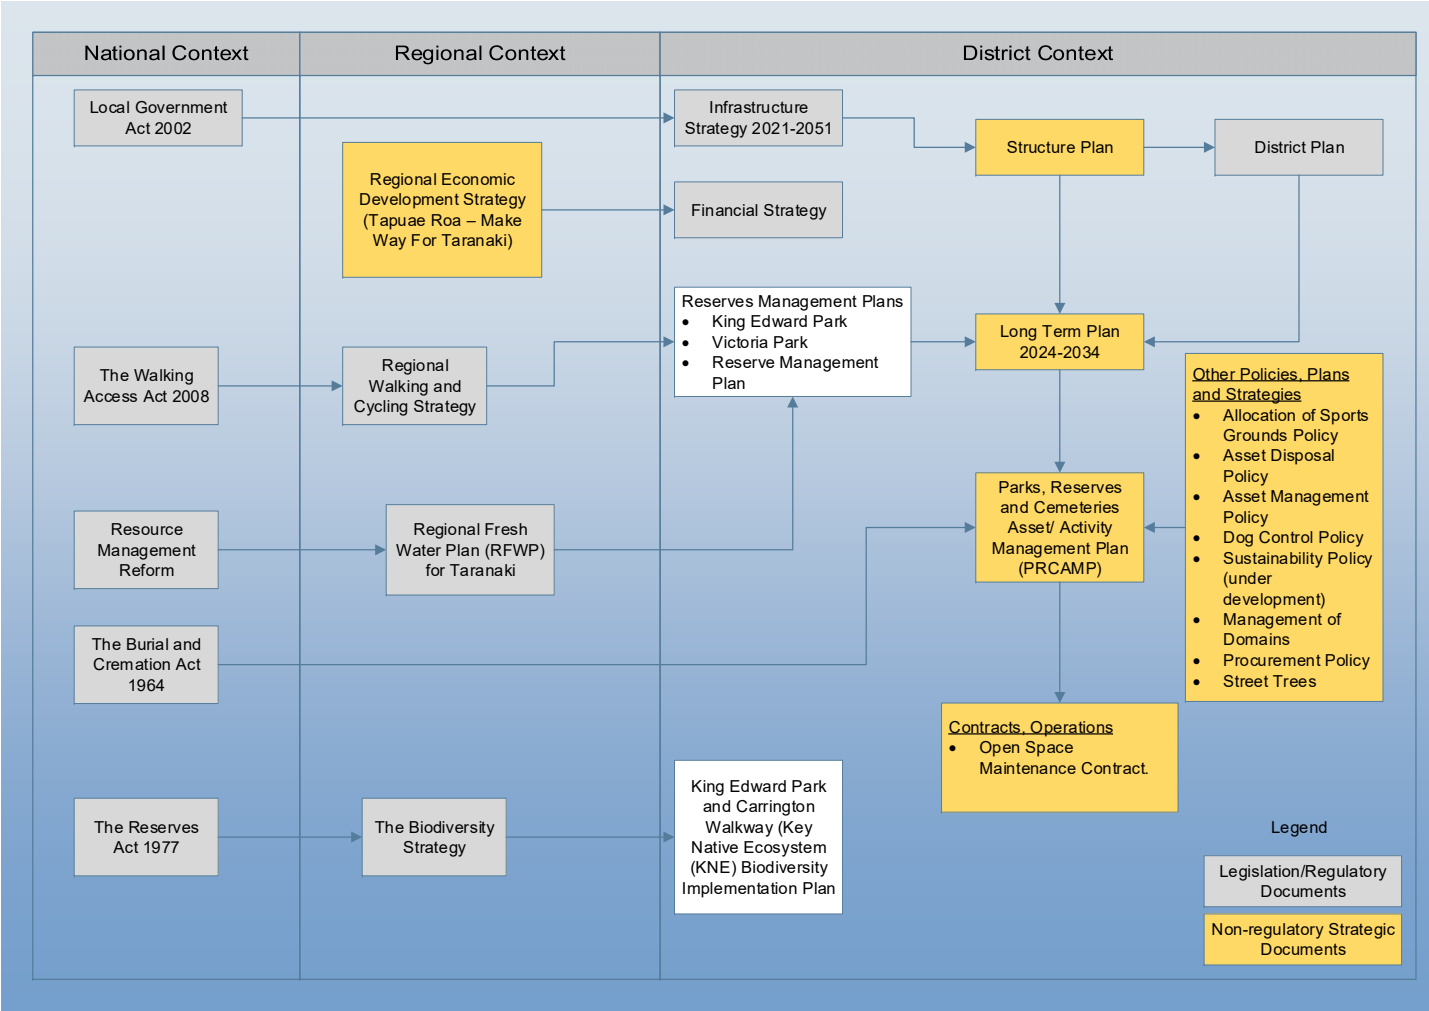 National Context
Regional Context
District Context
Local Government
Act 2002
Infrastructure
Strategy 2021-2051
Structure Plan
District Plan
Regional Economic
Development Strategy
(Tapuae Roa – Make
Way For Taranaki)
Financial Strategy
Reserves Management Plans
• King Edward Park
• Victoria Park
• Reserve Management
Plan
Long Term Plan
2024-2034
The Walking
Access Act 2008
Regional
Walking and
Cycling Strategy
Other Policies, Plans
and Strategies
• Allocation of Sports
Grounds Policy
• Asset Disposal
Policy
• Asset Management
Policy
• Dog Control Policy
• Sustainability Policy
(under
development)
• Management of
Domains
• Procurement Policy
• Street Trees
Resource
Management
Reform
Regional Fresh
Water Plan (RFWP)
for Taranaki
Parks, Reserves
and Cemeteries
Asset/ Activity
Management Plan
(PRCAMP)
The Burial and
Cremation Act
1964
Contracts, Operations
• Open Space
Maintenance Contract.
The Reserves
Act 1977
The Biodiversity
Strategy
King Edward Park
and Carrington
Walkway (Key
Native Ecosystem
(KNE) Biodiversity
Implementation Plan
Legend
Legislation/Regulatory
Documents
Non-regulatory Strategic
Documents